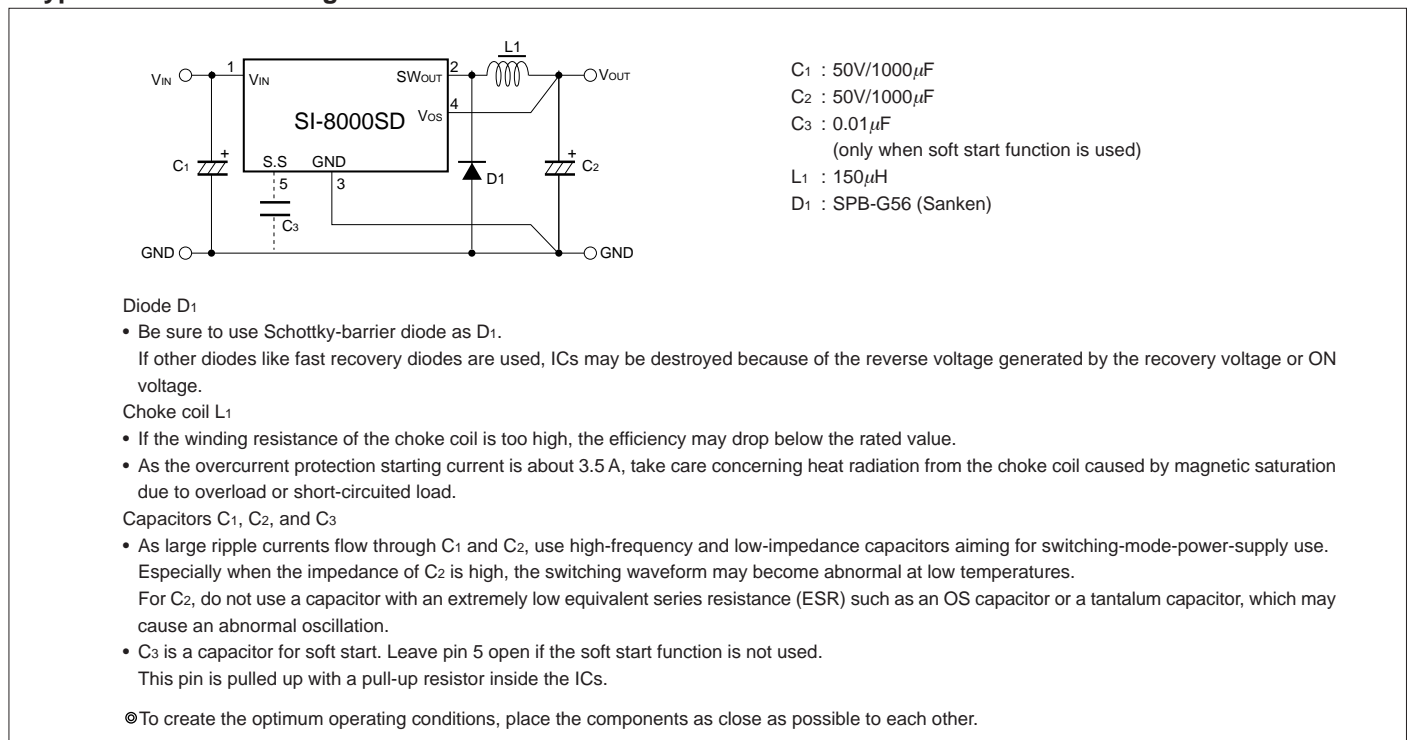 L1
VIN
1
VIN
SWOUT
2
VOUT
VOS
4
SI-8000SD
C1
+
S.S
GND
5
3
D1
+
C2
C3
GND
GND
C1 : 50V/1000μF
C2 : 50V/1000μF
C3 : 0.01μF
(only when soft start function is used)
L1 : 150μH
D1 : SPB-G56 (Sanken)
Diode D1
• Be sure to use Schottky-barrier diode as D1.
If other diodes like fast recovery diodes are used, ICs may be destroyed because of the reverse voltage generated by the recovery voltage or ON
voltage.
Choke coil L1
• If the winding resistance of the choke coil is too high, the efficiency may drop below the rated value.
• As the overcurrent protection starting current is about 3.5 A, take care concerning heat radiation from the choke coil caused by magnetic saturation
due to overload or short-circuited load.
Capacitors C1, C2, and C3
• As large ripple currents flow through C1 and C2, use high-frequency and low-impedance capacitors aiming for switching-mode-power-supply use.
Especially when the impedance of C2 is high, the switching waveform may become abnormal at low temperatures.
For C2, do not use a capacitor with an extremely low equivalent series resistance (ESR) such as an OS capacitor or a tantalum capacitor, which may
cause an abnormal oscillation.
• C3 is a capacitor for soft start. Leave pin 5 open if the soft start function is not used.
This pin is pulled up with a pull-up resistor inside the ICs.
◎To create the optimum operating conditions, place the components as close as possible to each other.